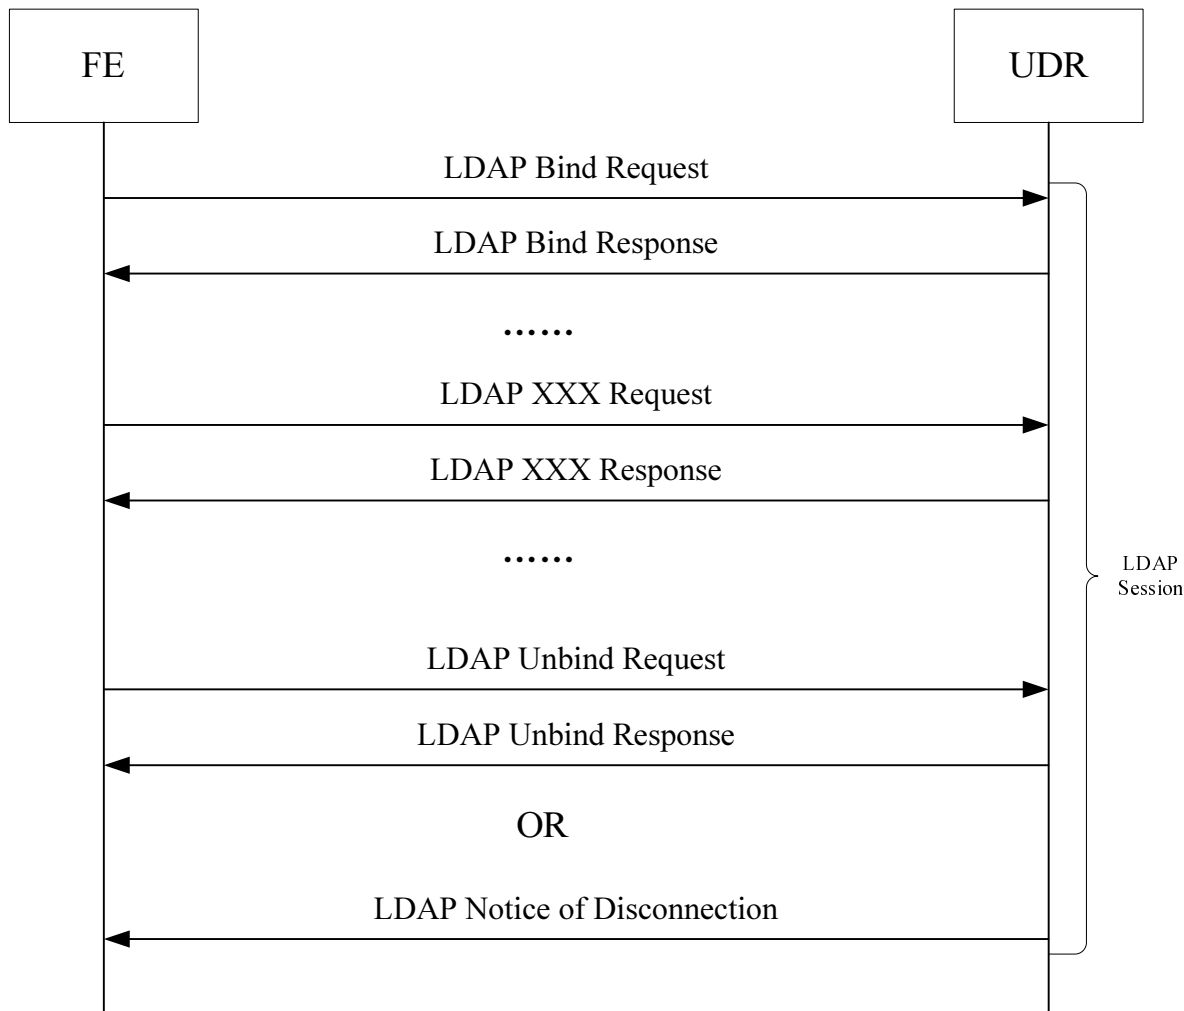 FE
UDR
LDAP Bind Request
LDAP Bind Response
......
LDAP XXX Request
LDAP XXX Response
......
LDAP
Session
LDAP Unbind Request
LDAP Unbind Response
OR
LDAP Notice of Disconnection